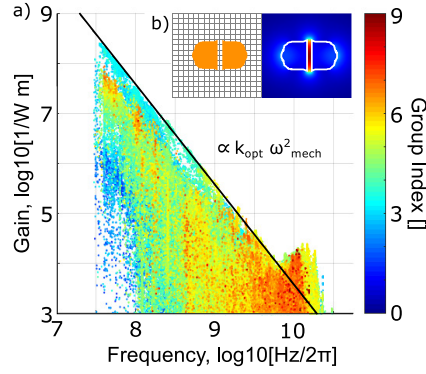 a)
b)
9
7
5
3
Gain, log10[1/W m]
∝ k_opt ω²_mech
7
8
9
10
Frequency, log10[Hz/2π]
9
6
3
0
Group Index []